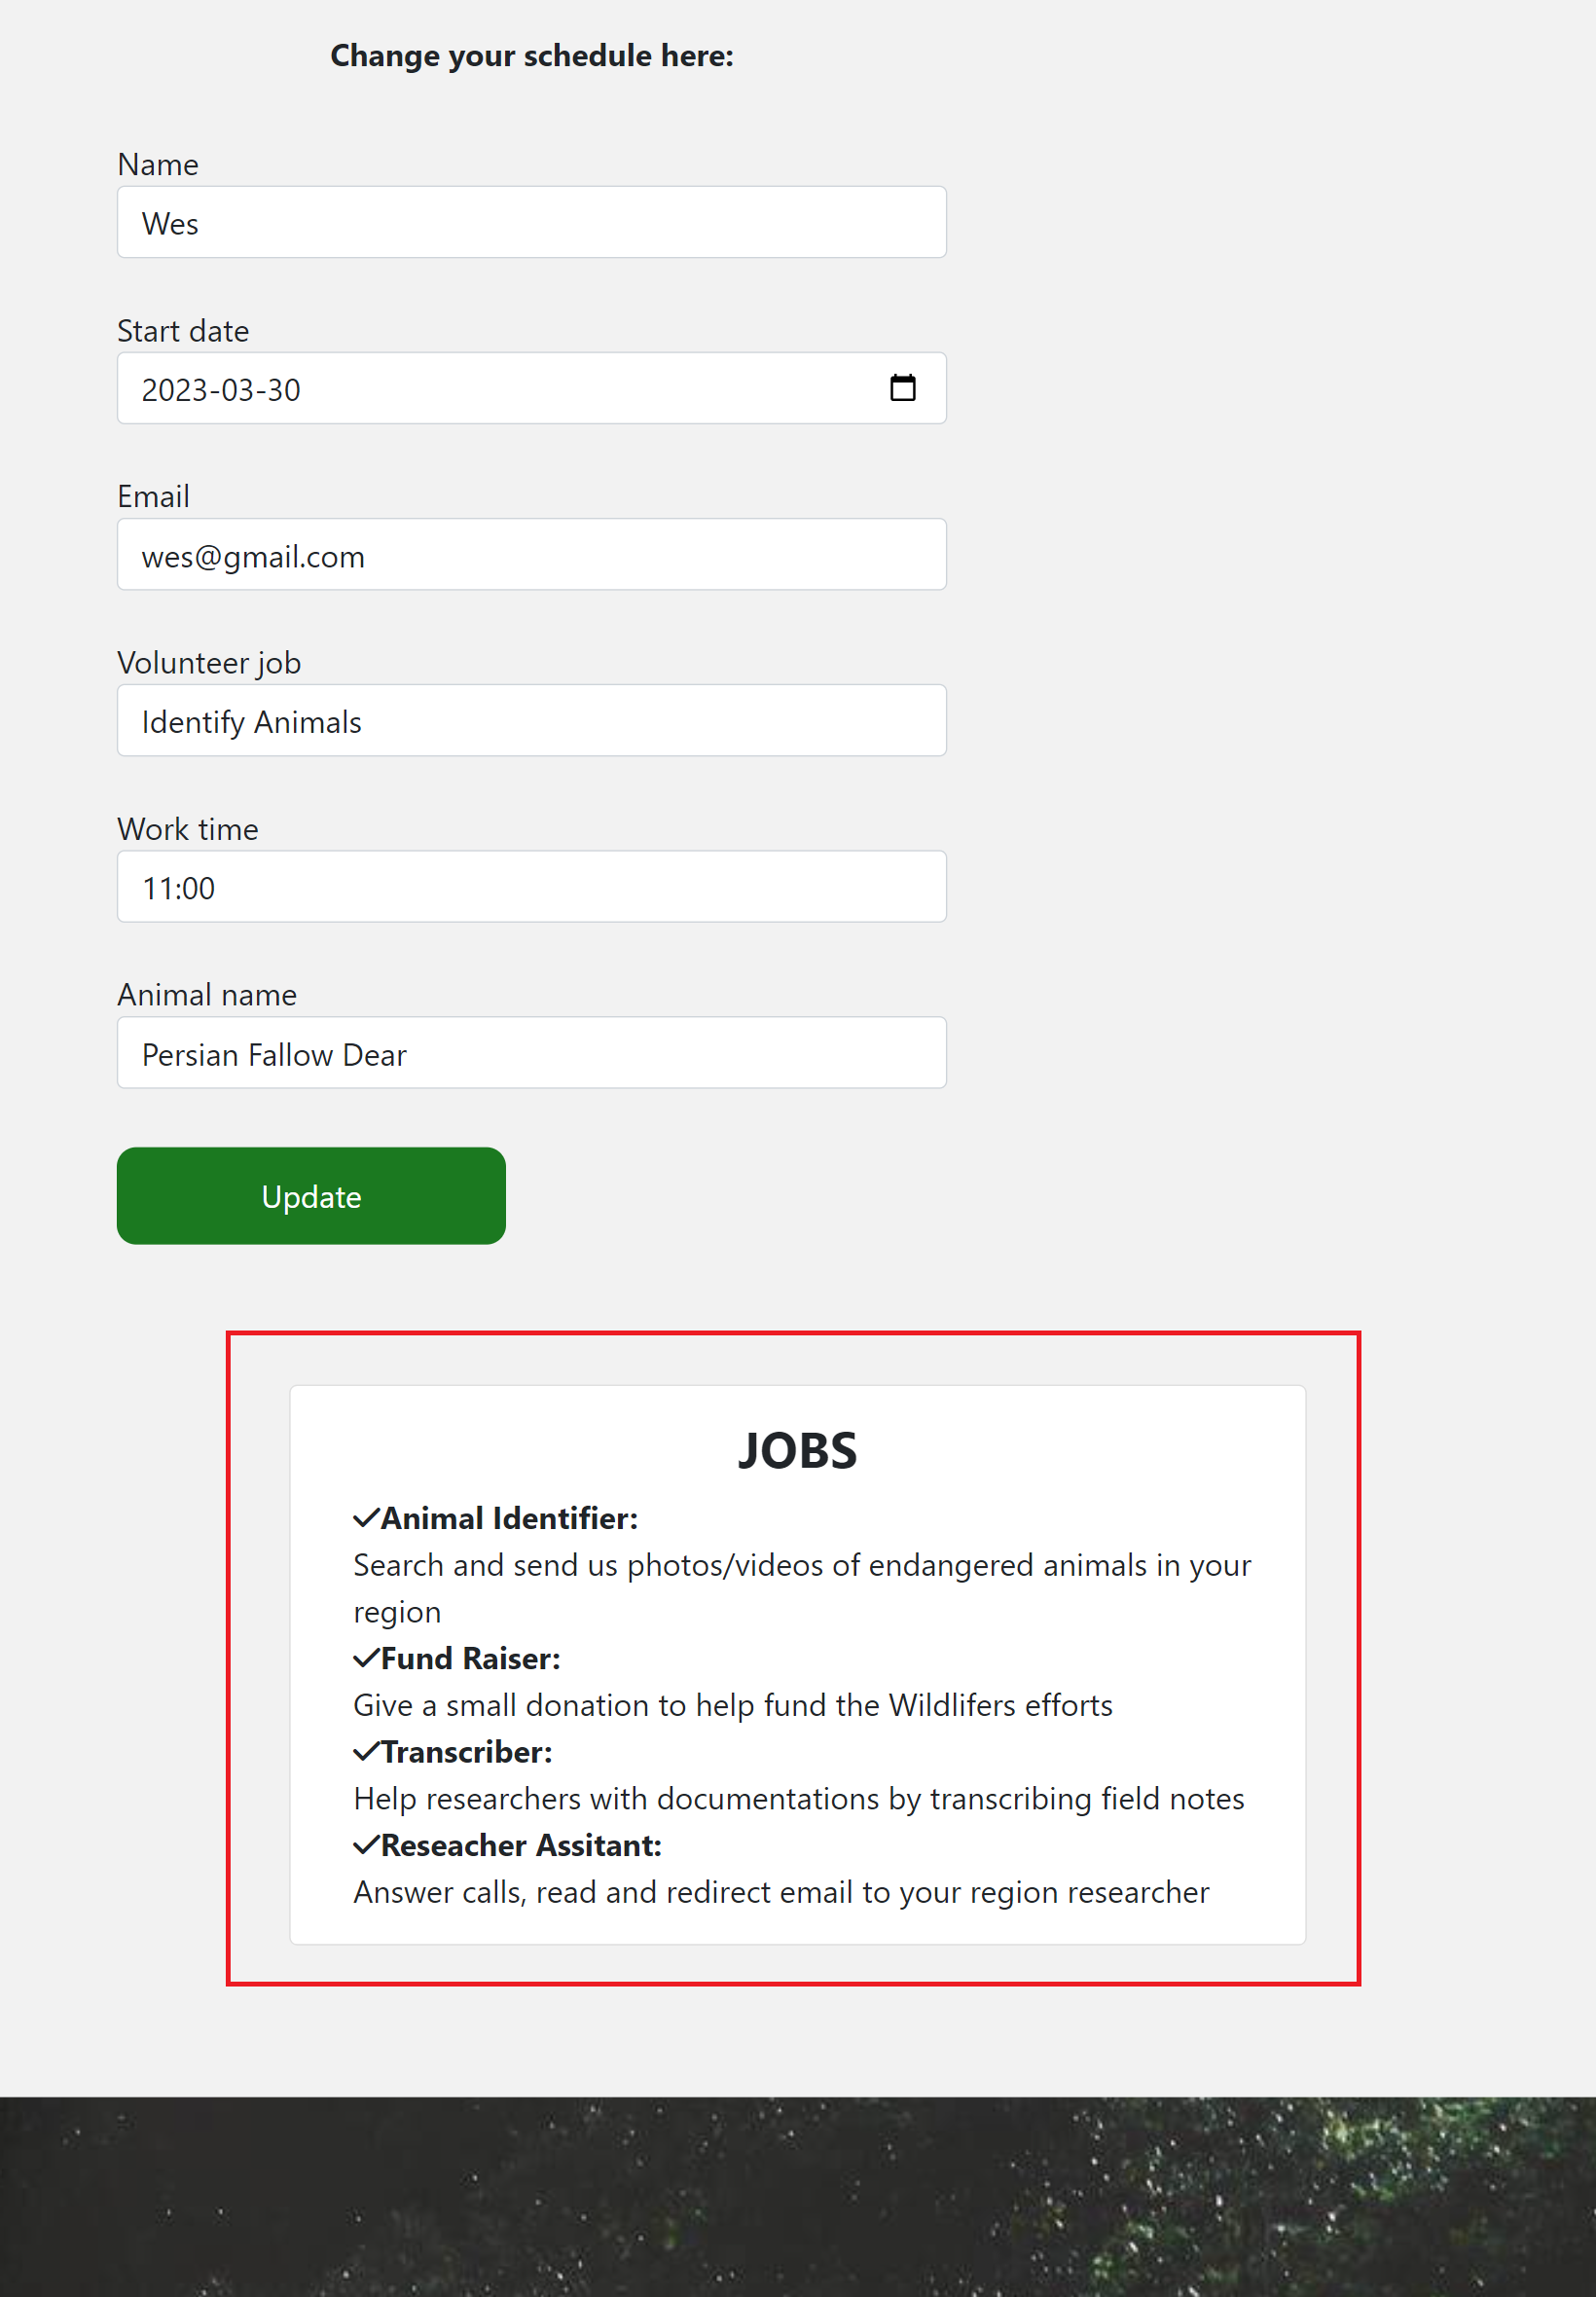 Change your schedule here:
Name
Wes
Start date
2023-03-30
Email
wes@gmail.com
Volunteer job
Identify Animals
Work time
11:00
Animal name
Persian Fallow Dear
Update
JOBS
Animal Identifier:
Search and send us photos/videos of endangered animals in your
region
Fund Raiser:
Give a small donation to help fund the Wildlifers efforts
Transcriber:
Help researchers with documentations by transcribing field notes
Reseacher Assitant:
Answer calls, read and redirect email to your region researcher